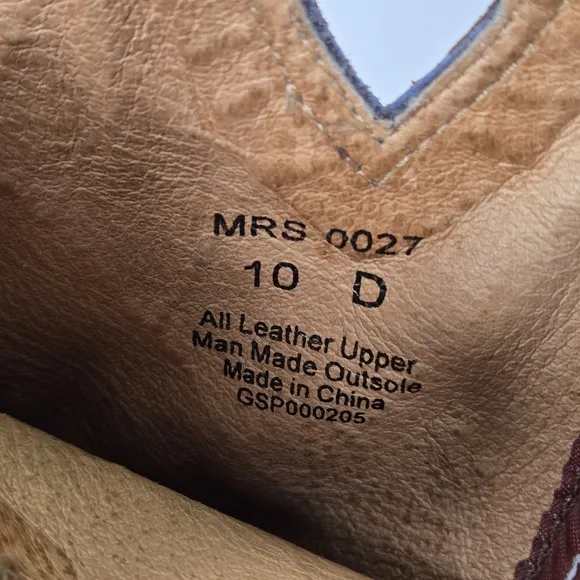 MRS 0027
10 D
All Leather Upper
Man Made Outsole
Made in China
GSP000205